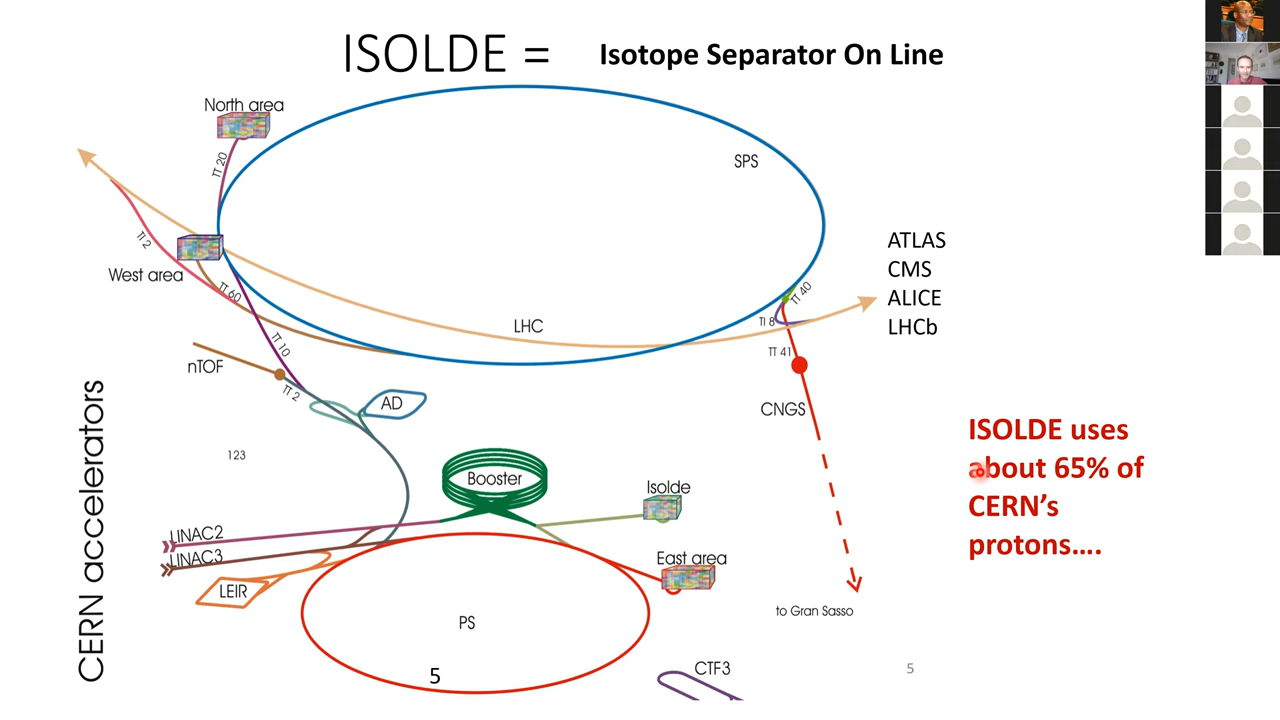 ISOLDE =
Isotope Separator On Line
North area
TT 20
SPS
TI 2
West area
TT 60
ATLAS
CMS
ALICE
LHCb
TT 40
TI 8
LHC
TT 10
TT 41
nTOF
TT 2
AD
CNGS
CERN accelerators
123
Booster
Isolde
ISOLDE uses
about 65% of
CERN's
protons....
LINAC2
LINAC3
East area
LEIR
to Gran Sasso
PS
5
CTF3
5